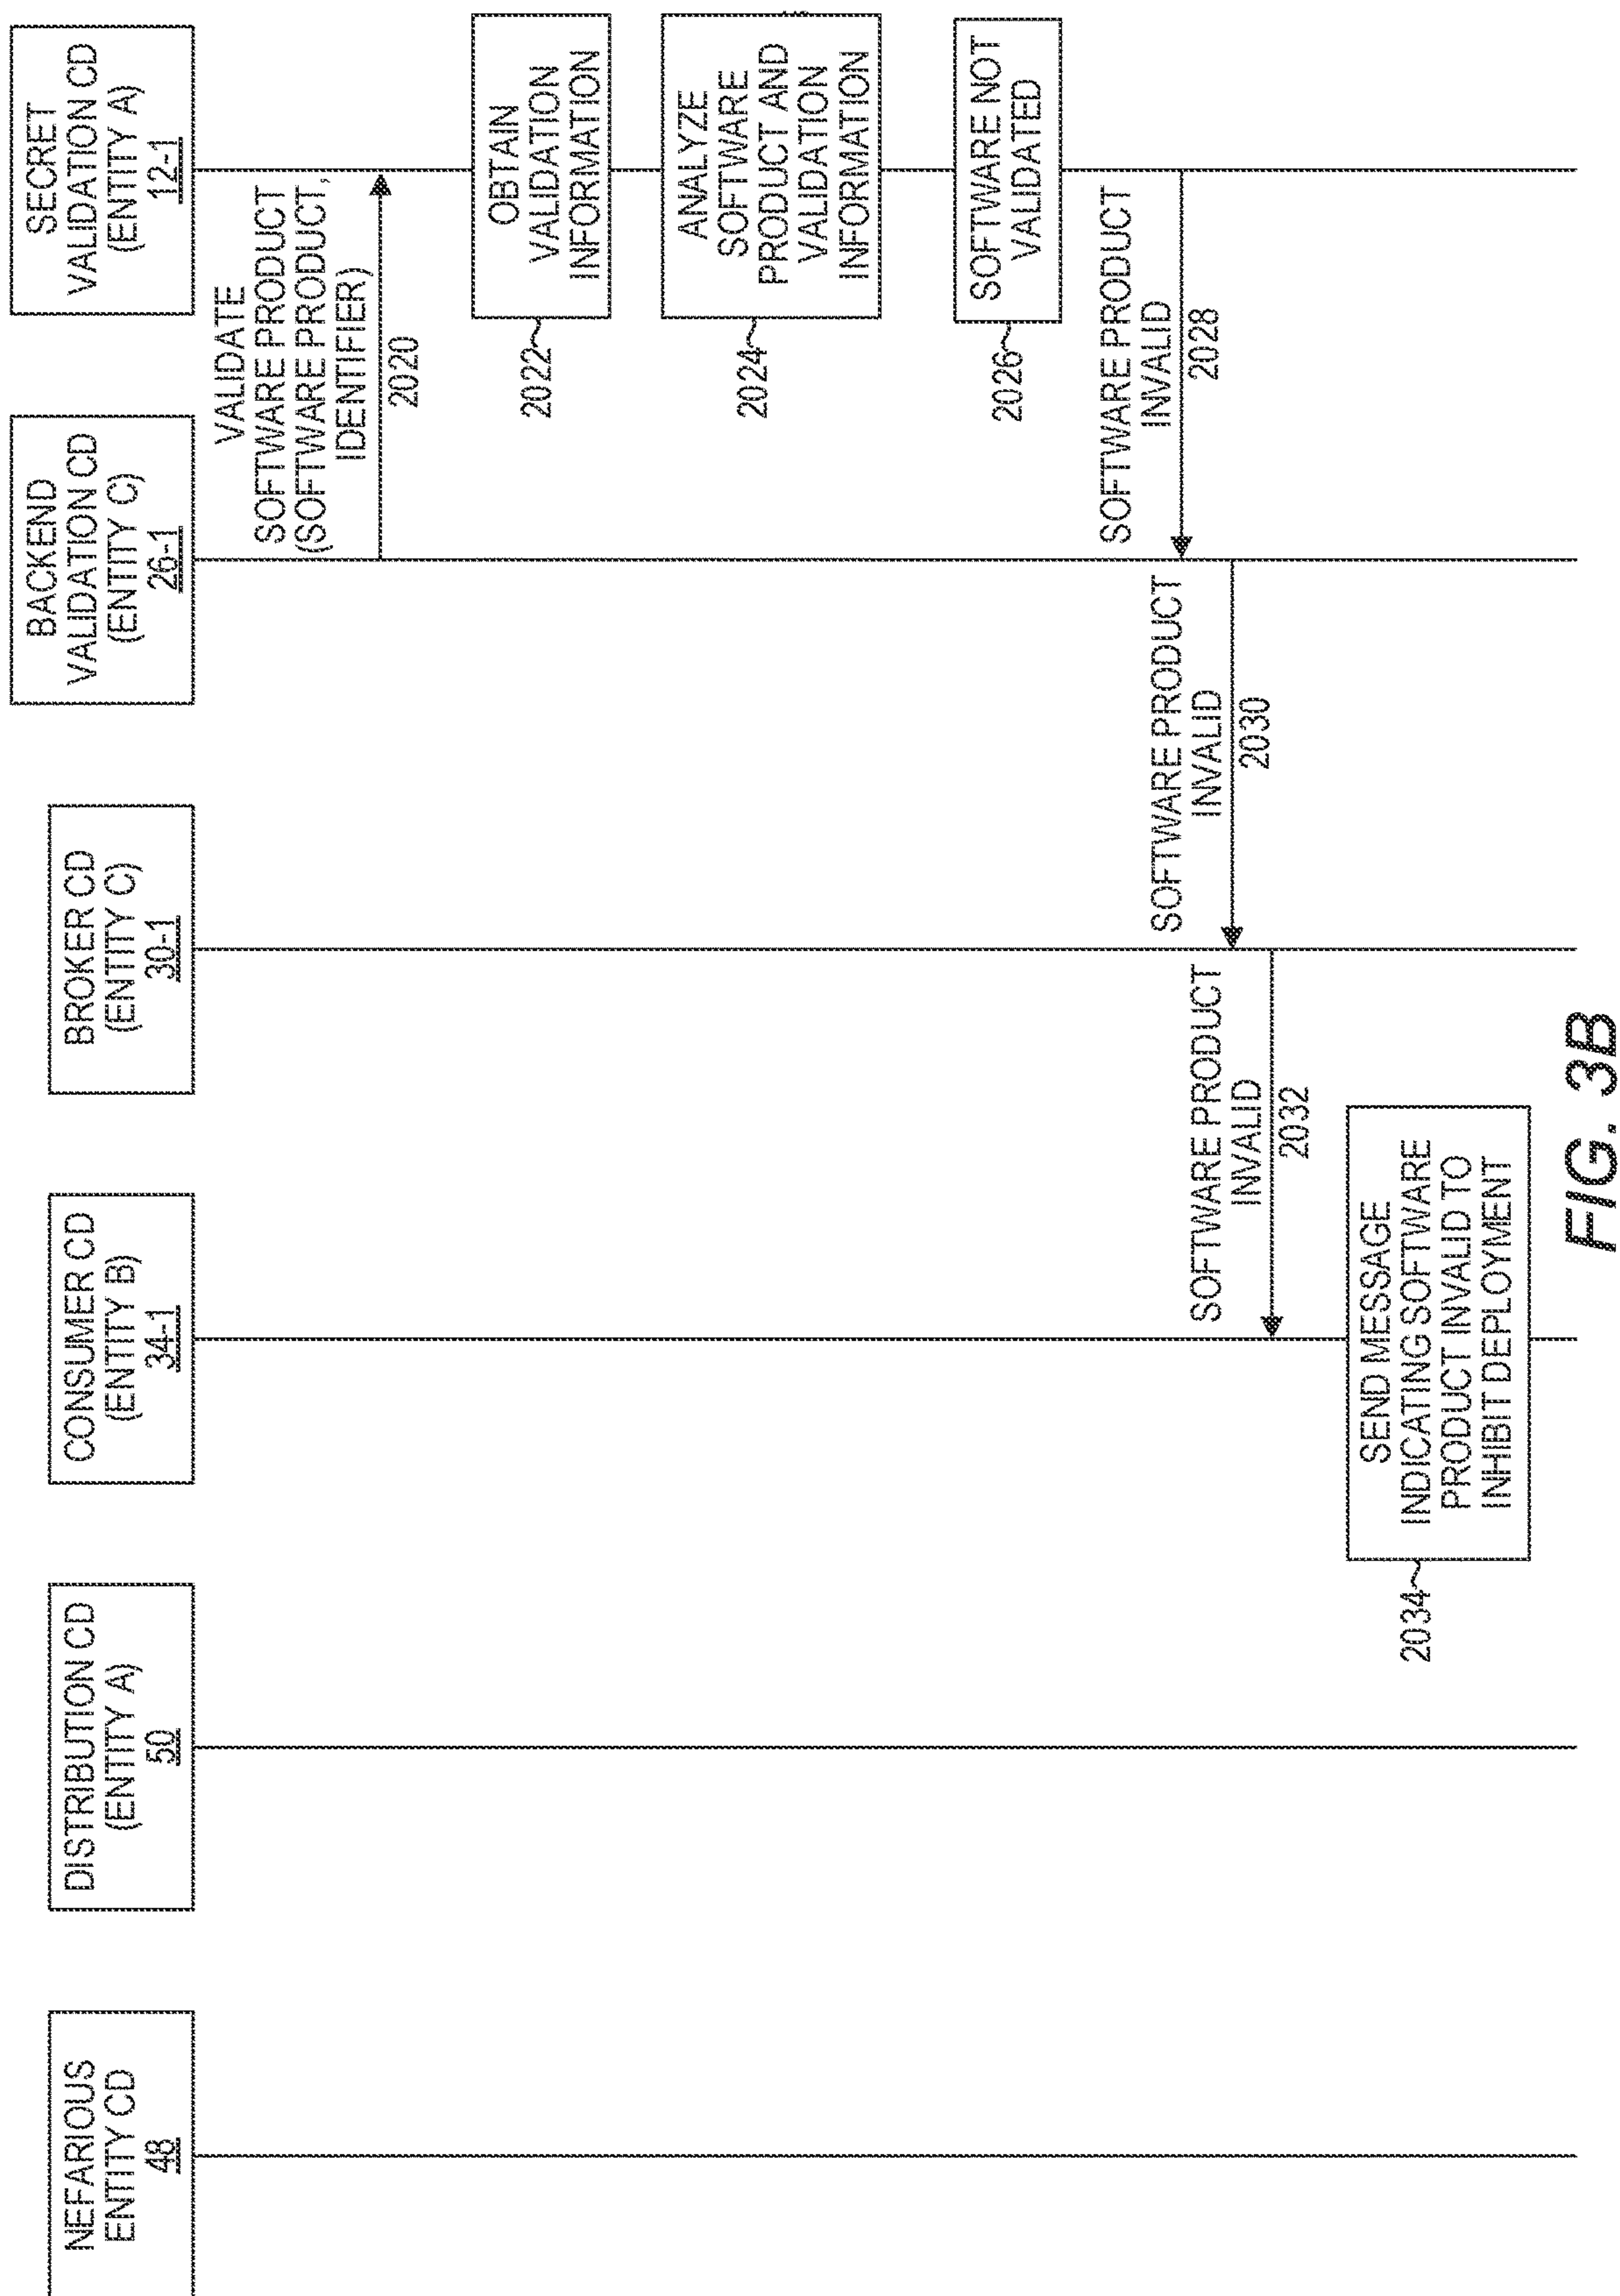 NEFARIOUS
ENTITY CD
48
DISTRIBUTION CD
(ENTITY A)
50
CONSUMER CD
(ENTITY B)
34-1
BROKER CD
(ENTITY C)
30-1
BACKEND
VALIDATION CD
(ENTITY C)
26-1
SECRET
VALIDATION CD
(ENTITY A)
12-1
VALIDATE
SOFTWARE PRODUCT
(SOFTWARE PRODUCT,
IDENTIFIER)
2020
2022
OBTAIN
VALIDATION
INFORMATION
2024
ANALYZE
SOFTWARE
PRODUCT AND
VALIDATION
INFORMATION
2026
SOFTWARE NOT
VALIDATED
SOFTWARE PRODUCT
INVALID
2028
SOFTWARE PRODUCT
INVALID
2030
SOFTWARE PRODUCT
INVALID
2032
2034
SEND MESSAGE
INDICATING SOFTWARE
PRODUCT INVALID TO
INHIBIT DEPLOYMENT
FIG. 3B